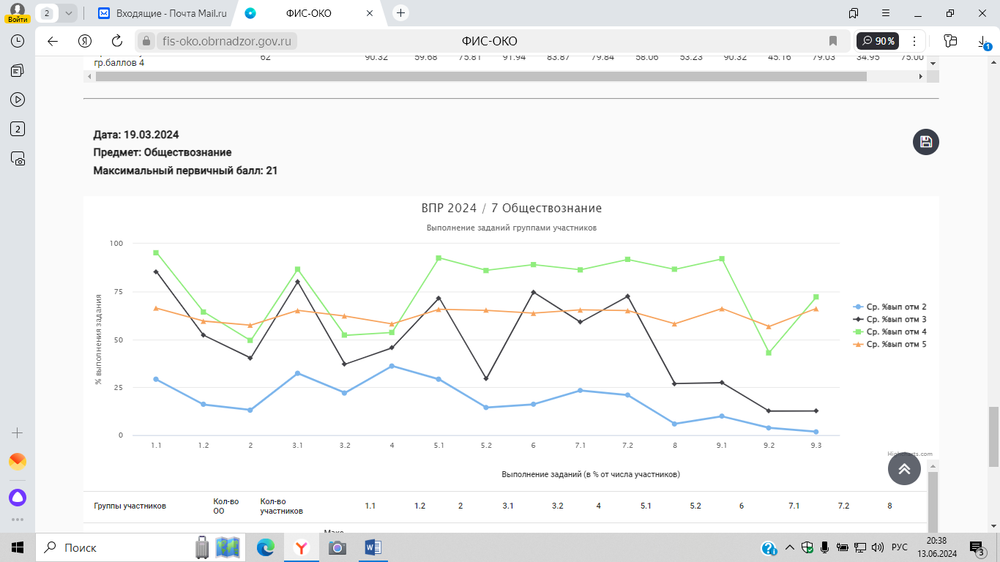 2
Входящие - Почта Mail.ru
ФИС-ОКО
Войти
fis-oko.obrnadzor.gov.ru
ФИС-ОКО
90%
1
62 90.32 59.68 75.81 91.94 83.87 79.84 58.06 53.23 90.32 45.16 79.03 34.95 75.00
гр.баллов 4
2
Дата: 19.03.2024
Предмет: Обществознание
Максимальный первичный балл: 21
ВПР 2024 / 7 Обществознание
Выполнение заданий группами участников
100
75
50
25
0
% выполнения задания
1.1 1.2 2 3.1 3.2 4 5.1 5.2 6 7.1 7.2 8 9.1 9.2 9.3
Ср. %вып отм 2
Ср. %вып отм 3
Ср. %вып отм 4
Ср. %вып отм 5
Highcharts.com
Выполнение заданий (в % от числа участников)
Группы участников Кол-во ОО Кол-во участников 1.1 1.2 2 3.1 3.2 4 5.1 5.2 6 7.1 7.2 8
Макс
Поиск
РУС
20:38
13.06.2024
3